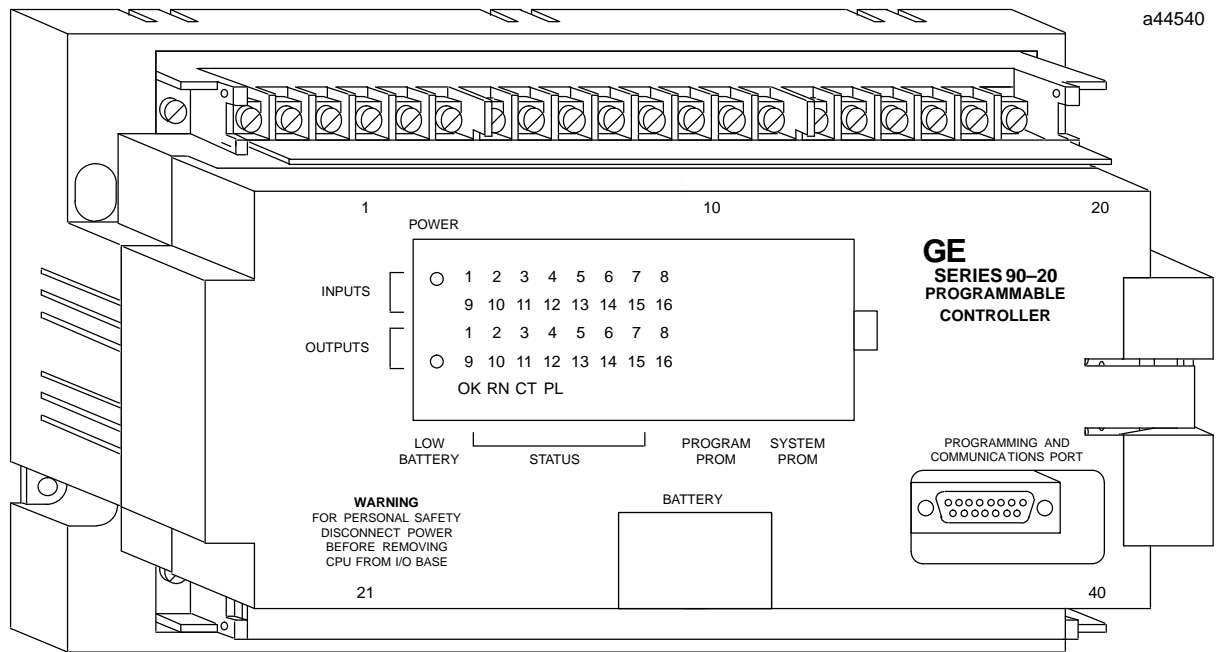 a44540
1 10 20
POWER
GE
SERIES 90–20
PROGRAMMABLE
CONTROLLER
INPUTS
1 2 3 4 5 6 7 8
9 10 11 12 13 14 15 16
OUTPUTS
1 2 3 4 5 6 7 8
9 10 11 12 13 14 15 16
OK RN CT PL
LOW
BATTERY
STATUS
PROGRAM
PROM
SYSTEM
PROM
PROGRAMMING AND
COMMUNICATIONS PORT
WARNING
FOR PERSONAL SAFETY
DISCONNECT POWER
BEFORE REMOVING
CPU FROM I/O BASE
BATTERY
21 40